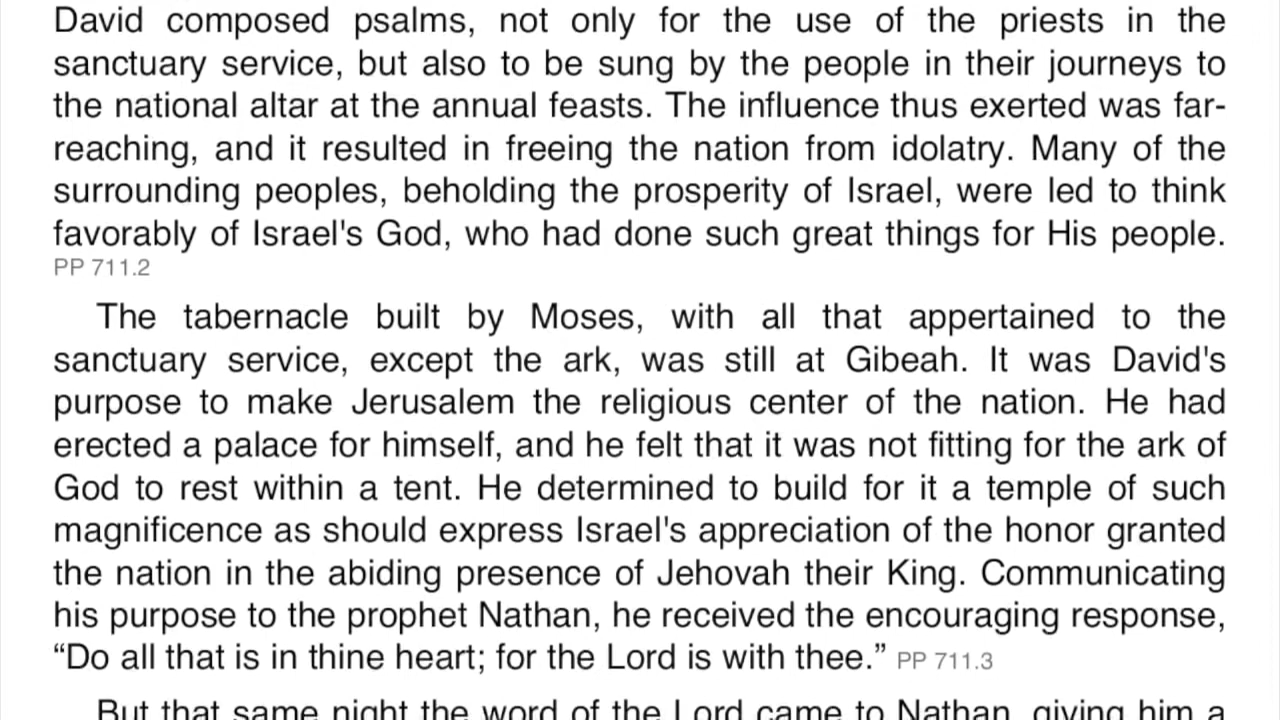 David composed psalms, not only for the use of the priests in the
sanctuary service, but also to be sung by the people in their journeys to
the national altar at the annual feasts. The influence thus exerted was far-
reaching, and it resulted in freeing the nation from idolatry. Many of the
surrounding peoples, beholding the prosperity of Israel, were led to think
favorably of Israel's God, who had done such great things for His people.
PP 711.2
The tabernacle built by Moses, with all that appertained to the
sanctuary service, except the ark, was still at Gibeah. It was David's
purpose to make Jerusalem the religious center of the nation. He had
erected a palace for himself, and he felt that it was not fitting for the ark of
God to rest within a tent. He determined to build for it a temple of such
magnificence as should express Israel's appreciation of the honor granted
the nation in the abiding presence of Jehovah their King. Communicating
his purpose to the prophet Nathan, he received the encouraging response,
“Do all that is in thine heart; for the Lord is with thee.” PP 711.3
But that same night the word of the Lord came to Nathan, giving him a